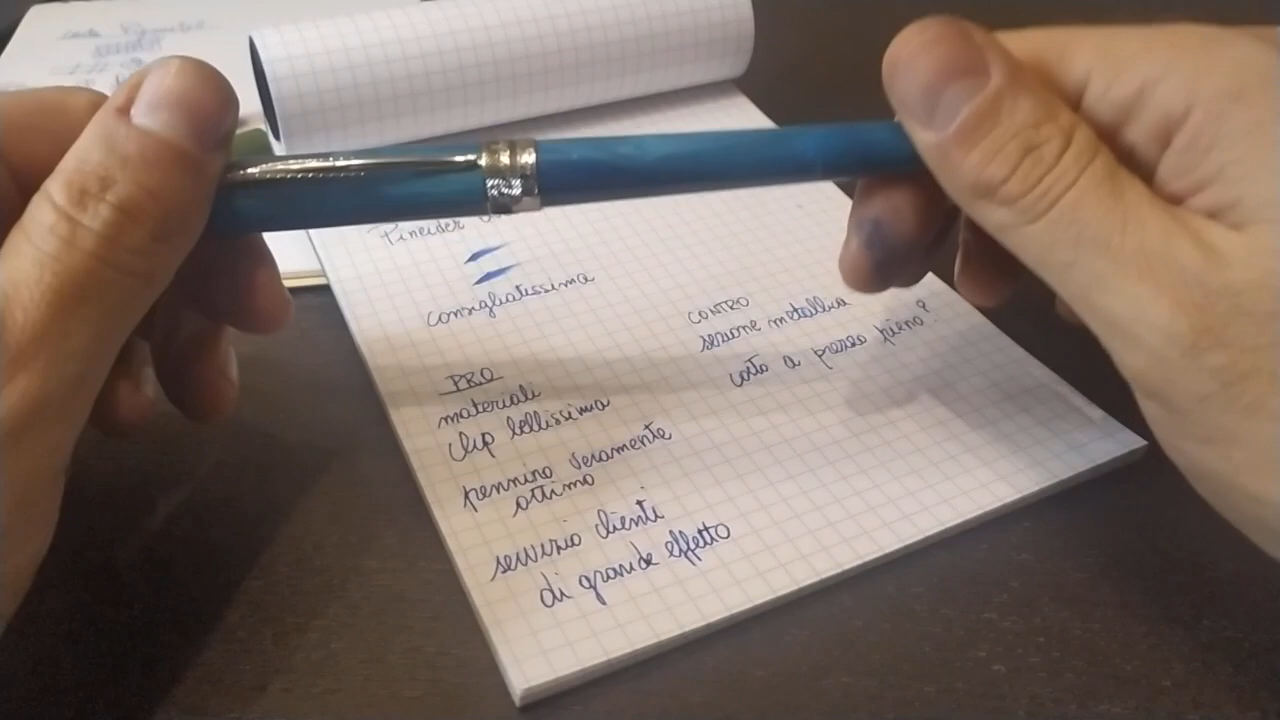 Pineider
consigliatissima
PRO
materiali
clip bellissima
pennino veramente
ottimo
servizio clienti
di grande effetto
CONTRO
sezione metallica
costo a prezzo pieno?